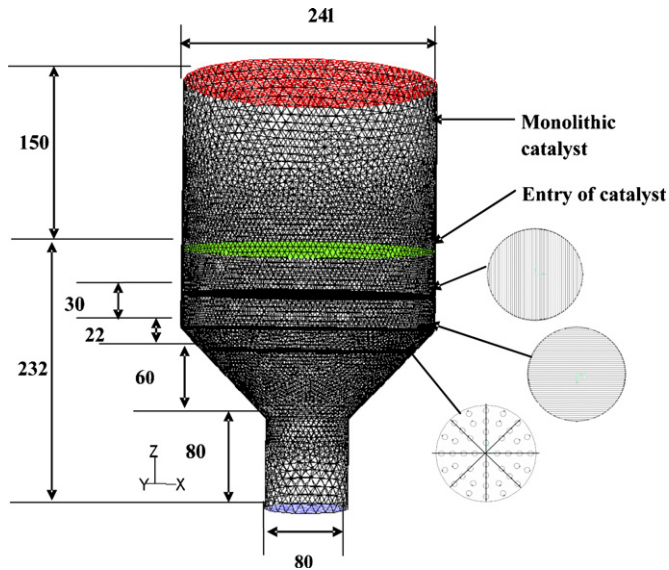 241
150
Monolithic
catalyst
Entry of catalyst
30
22
232
60
80
Z
Y
X
80